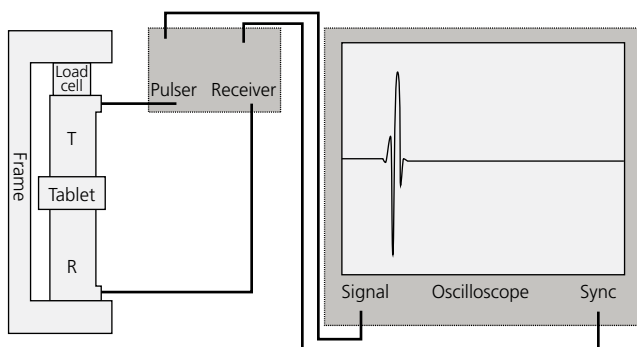 Load
cell
Pulser Receiver
T
Frame
Tablet
R
Signal Oscilloscope Sync